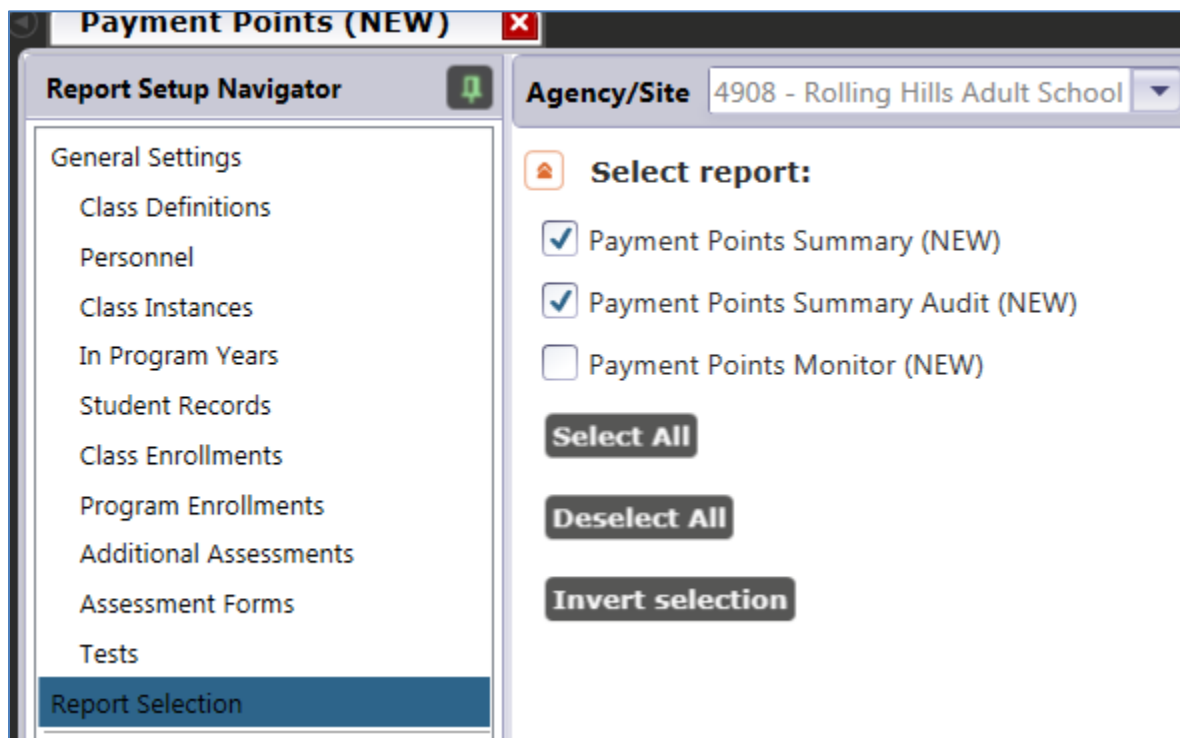 Payment Points (NEW)
Report Setup Navigator
General Settings
Class Definitions
Personnel
Class Instances
In Program Years
Student Records
Class Enrollments
Program Enrollments
Additional Assessments
Assessment Forms
Tests
Report Selection
Agency/Site 4908 - Rolling Hills Adult School
Select report:
Payment Points Summary (NEW)
Payment Points Summary Audit (NEW)
Payment Points Monitor (NEW)
Select All
Deselect All
Invert selection